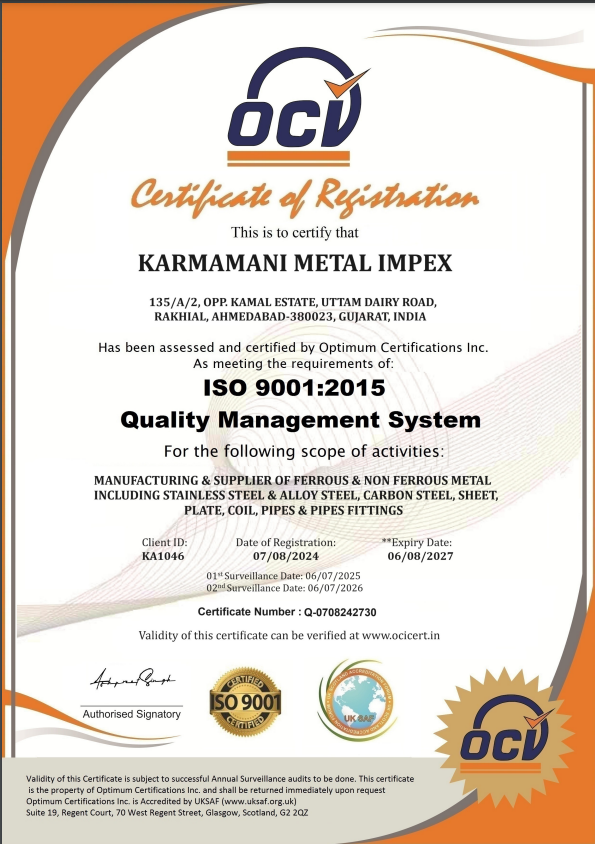 OCV
Certificate of Registration
This is to certify that
KARMAMANI METAL IMPEX
135/A/2, OPP. KAMAL ESTATE, UTTAM DAIRY ROAD,
RAKHIAL, AHMEDABAD-380023, GUJARAT, INDIA
Has been assessed and certified by Optimum Certifications Inc.
As meeting the requirements of:
ISO 9001:2015
Quality Management System
For the following scope of activities:
MANUFACTURING & SUPPLIER OF FERROUS & NON FERROUS METAL
INCLUDING STAINLESS STEEL & ALLOY STEEL, CARBON STEEL, SHEET,
PLATE, COIL, PIPES & PIPES FITTINGS
Client ID: Date of Registration: **Expiry Date:
KA1046 07/08/2024 06/08/2027
01st Surveillance Date: 06/07/2025
02nd Surveillance Date: 06/07/2026
Certificate Number : Q-0708242730
Validity of this certificate can be verified at www.ocicert.in
Authorised Signatory
CERTIFIED
ISO 9001
CERTIFIED
UK SAF
OCV
Validity of this Certificate is subject to successful Annual Surveillance audits to be done. This certificate
is the property of Optimum Certifications Inc. and shall be returned immediately upon request
Optimum Certifications Inc. is Accredited by UKSAF (www.uksaf.org.uk)
Suite 19, Regent Court, 70 West Regent Street, Glasgow, Scotland, G2 2QZ